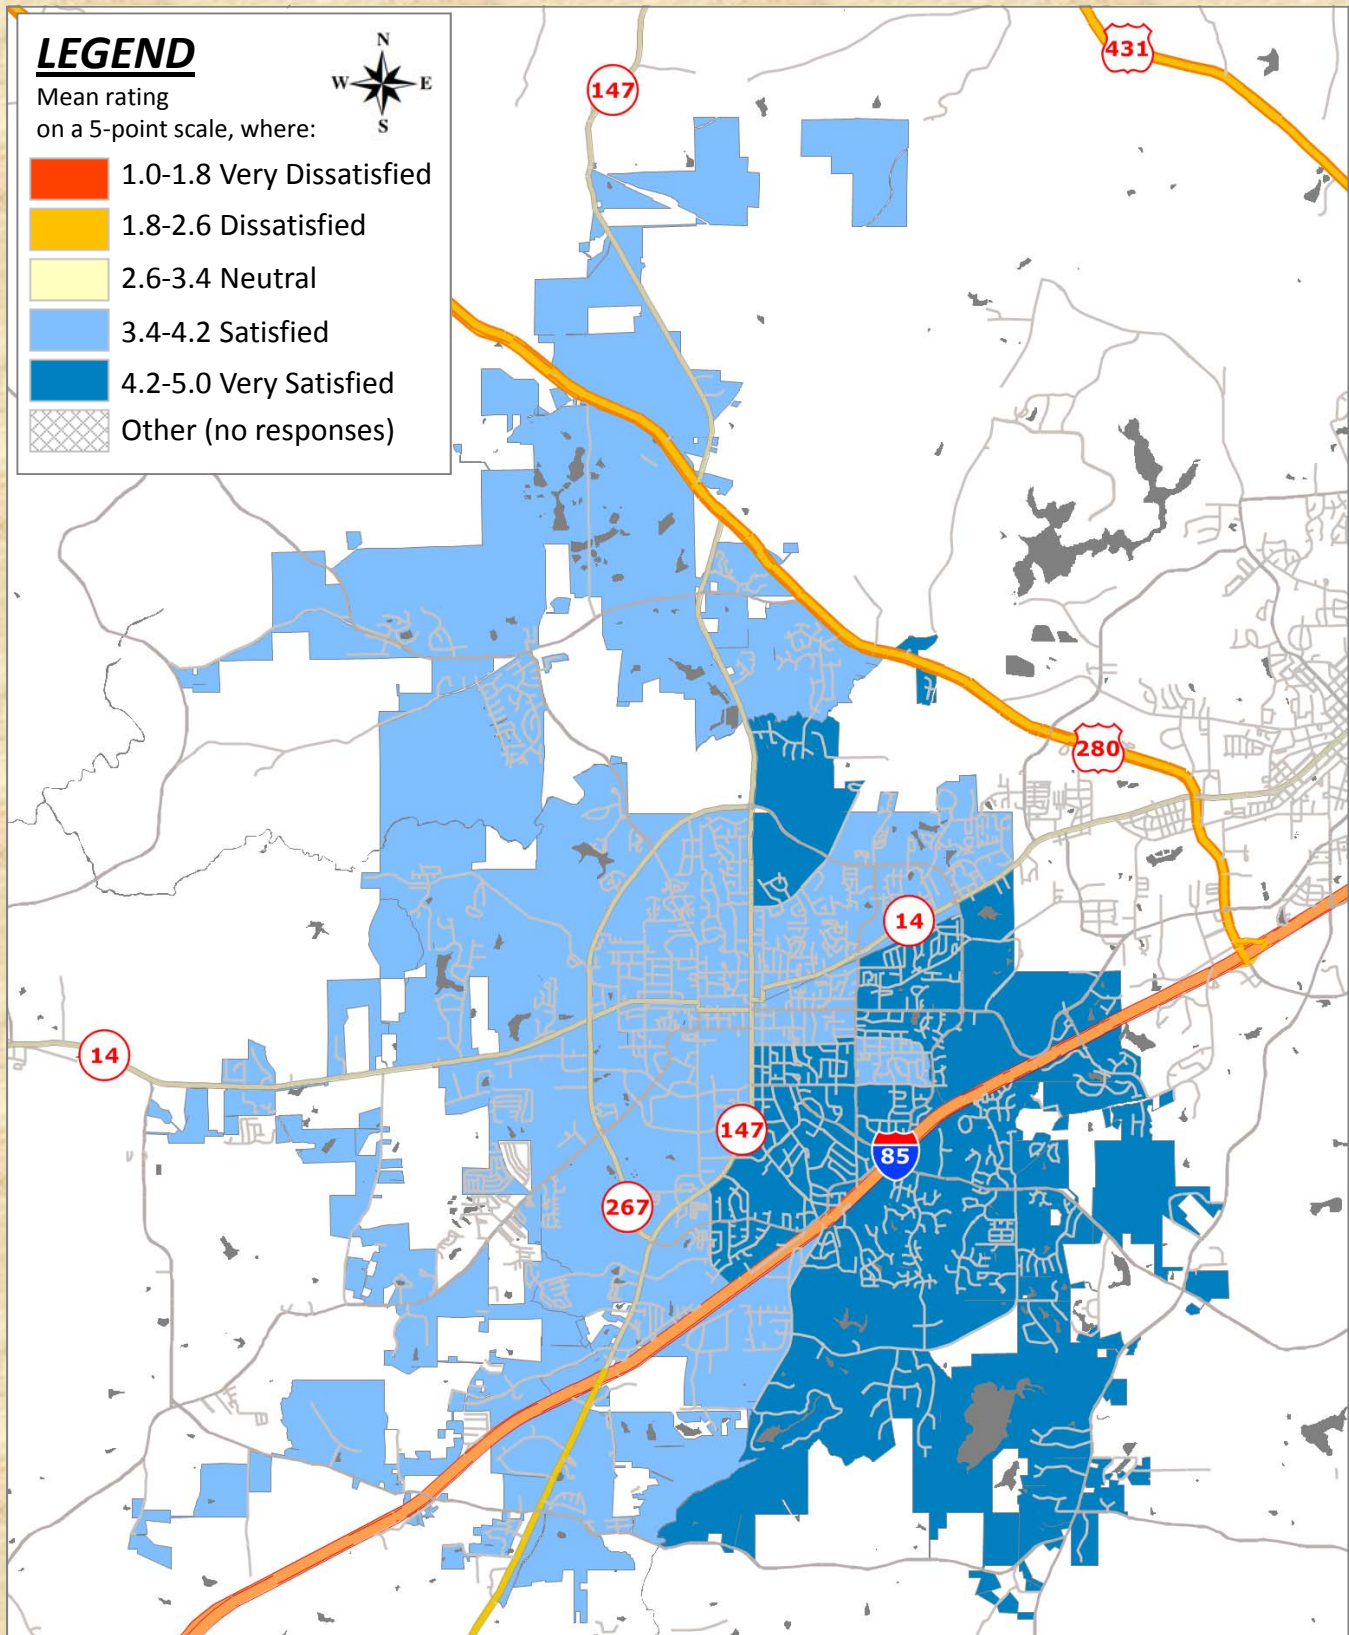 LEGEND
N
W E
S
Mean rating
on a 5-point scale, where:
1.0-1.8 Very Dissatisfied
1.8-2.6 Dissatisfied
2.6-3.4 Neutral
3.4-4.2 Satisfied
4.2-5.0 Very Satisfied
Other (no responses)
431
147
280
14
14
147
85
267